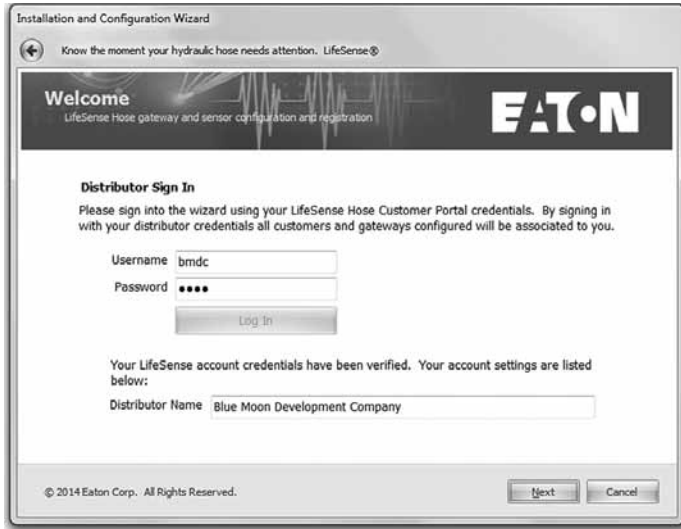 Installation and Configuration Wizard
Know the moment your hydraulic hose needs attention. LifeSense®
Welcome
LifeSense Hose gateway and sensor configuration and registration
EATON
Distributor Sign In
Please sign into the wizard using your LifeSense Hose Customer Portal credentials. By signing in
with your distributor credentials all customers and gateways configured will be associated to you.
Username bmdc
Password ••••
Log In
Your LifeSense account credentials have been verified. Your account settings are listed
below:
Distributor Name Blue Moon Development Company
© 2014 Eaton Corp. All Rights Reserved.
Next Cancel